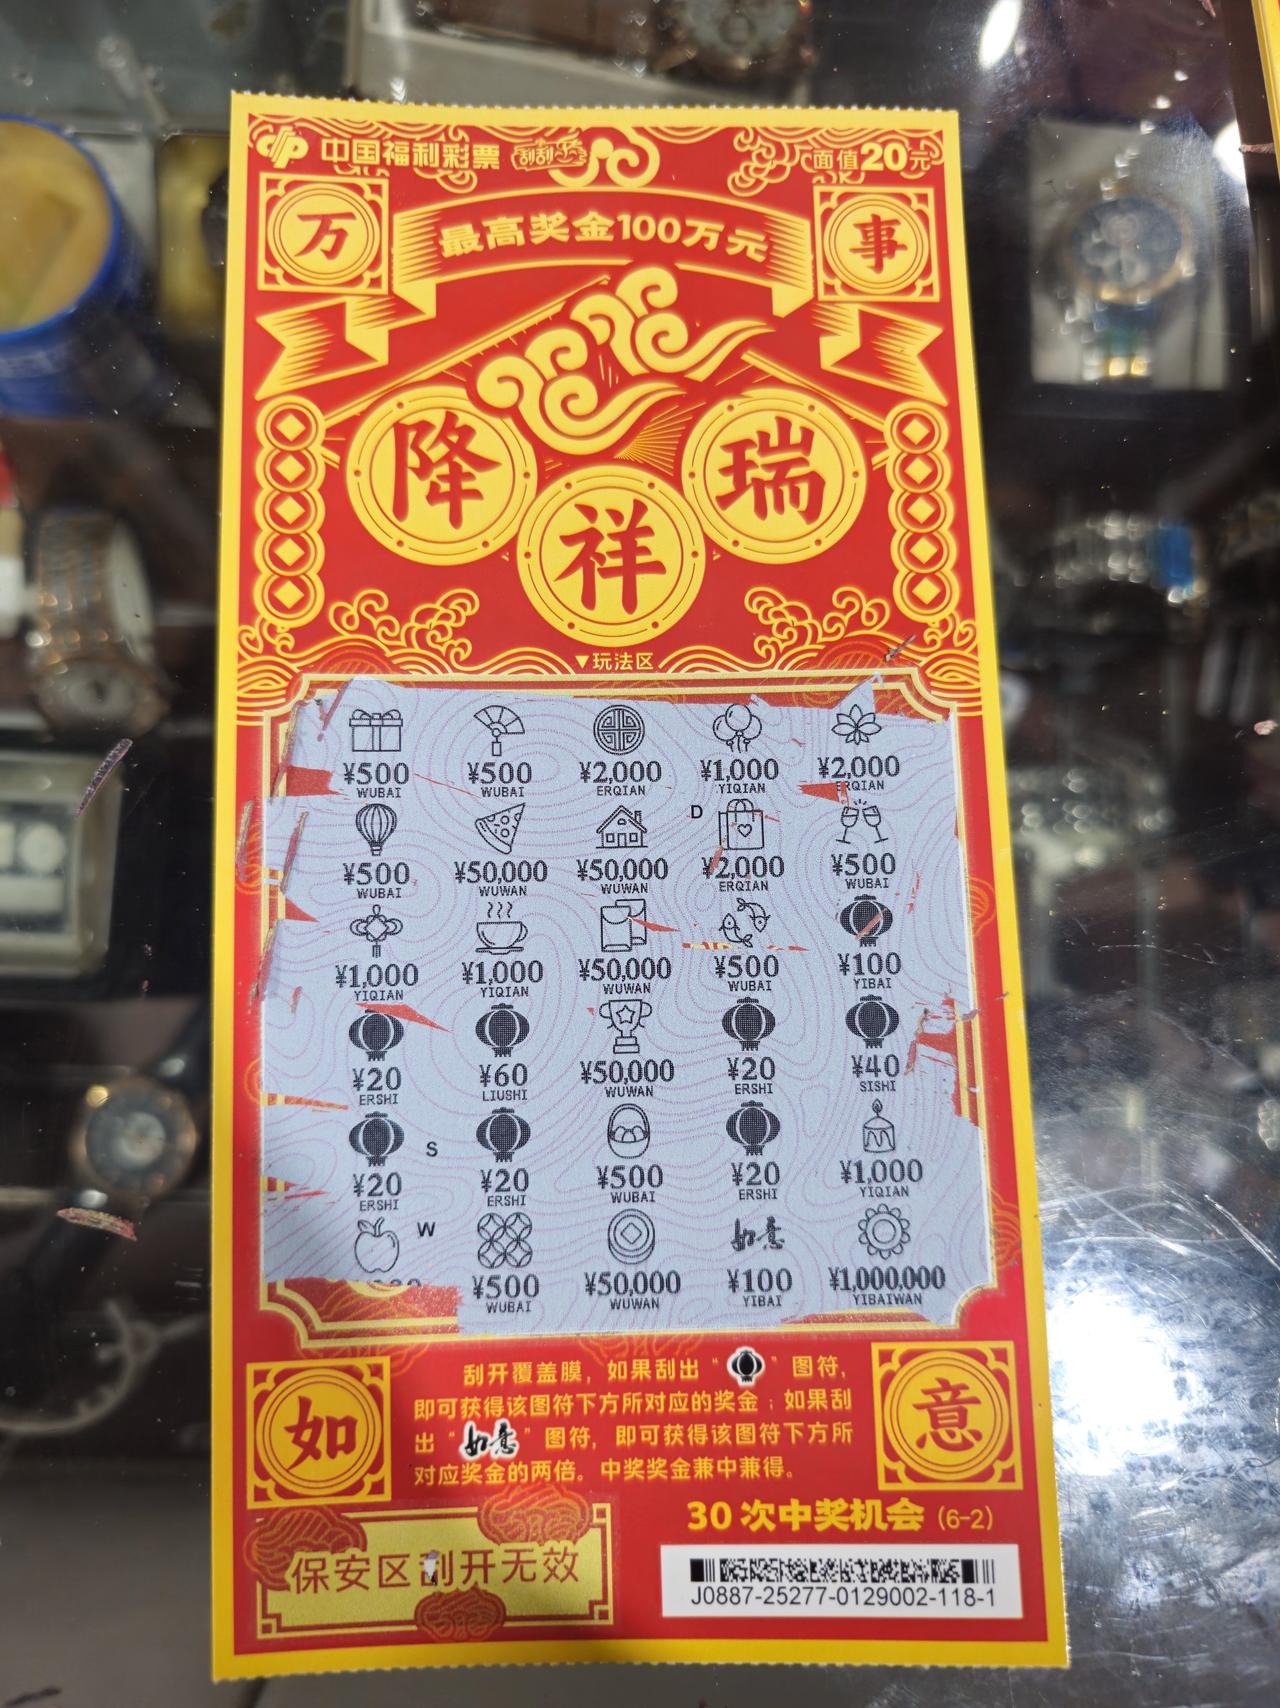 中国福利彩票 刮刮乐 面值20元
万 最高奖金100万元 事
降 祥 瑞
▼玩法区
¥500 ¥500 ¥2,000 ¥1,000 ¥2,000
WUBAI WUBAI ERQIAN YIQIAN ERQIAN
D
¥500 ¥50,000 ¥50,000 ¥2,000 ¥500
WUBAI WUWAN WUWAN ERQIAN WUBAI
¥1,000 ¥1,000 ¥50,000 ¥500 ¥100
YIQIAN YIQIAN WUWAN WUBAI YIBAI
¥20 ¥60 ¥50,000 ¥20 ¥40
ERSHI LIUSHI WUWAN ERSHI SISHI
S
¥20 ¥20 ¥500 ¥20 ¥1,000
ERSHI ERSHI WUBAI ERSHI YIQIAN
W 如意
¥500 ¥50,000 ¥100 ¥1,000,000
WUBAI WUWAN YIBAI YIBAIWAN
如 意
刮开覆盖膜，如果刮出“ ”图符，
即可获得该图符下方所对应的奖金；如果刮
出“如意”图符，即可获得该图符下方所
对应奖金的两倍。中奖奖金兼中兼得。
30次中奖机会（6-2）
保安区刮开无效
J0887-25277-0129002-118-1